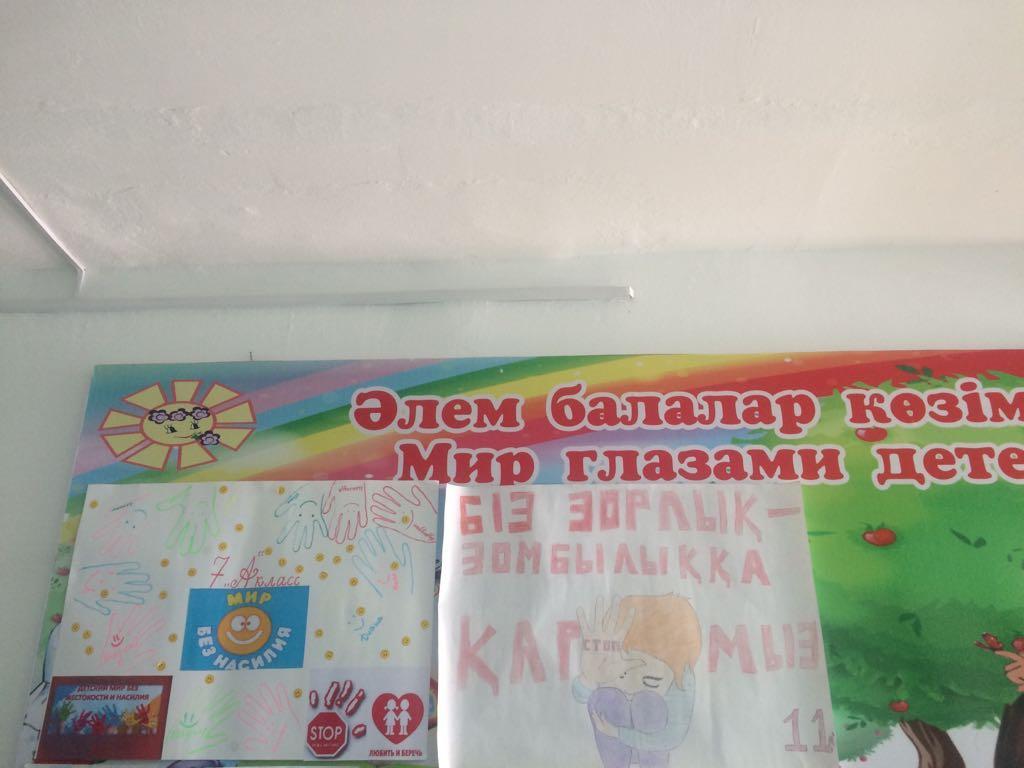 Әлем балалар көзім
Мир глазами дете
7 „А" класс
МИР
БЕЗ НАСИЛИЯ
ДЕТСКИЙ МИР БЕЗ
ЖЕСТОКОСТИ И НАСИЛИЯ
STOP
ЛЮБИТЬ И БЕРЕЧЬ
Диана
БІЗ ЗОРЛЫҚ-
ЗОМБЫЛЫҚҚА
ҚАР МЫЗ
СТОП
11